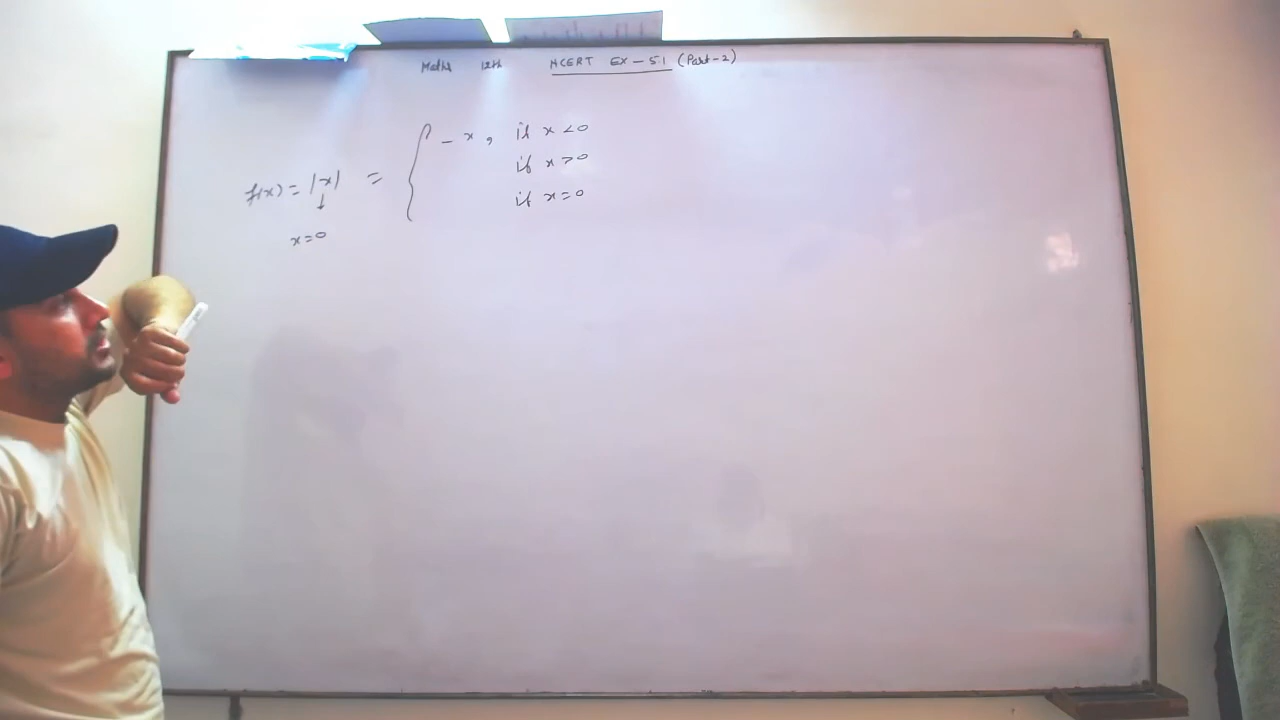 Maths 12th NCERT EX - 5.1 (Part-2)
f(x) = |x| = { - x , if x < 0
if x > 0
if x = 0
↓
x = 0